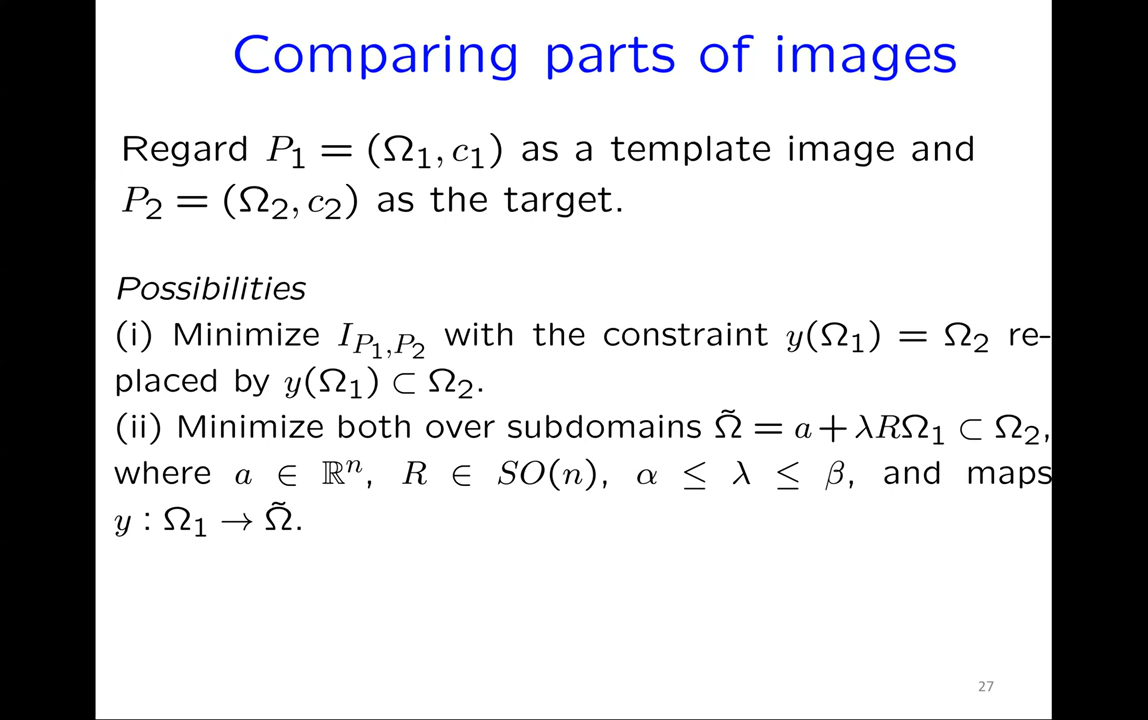 Comparing parts of images
Regard P₁ = (Ω₁, c₁) as a template image and
P₂ = (Ω₂, c₂) as the target.
Possibilities
(i) Minimize I_{P₁,P₂} with the constraint y(Ω₁) = Ω₂ re-
placed by y(Ω₁) ⊂ Ω₂.
(ii) Minimize both over subdomains Ω̃ = a + λRΩ₁ ⊂ Ω₂,
where a ∈ ℝⁿ, R ∈ SO(n), α ≤ λ ≤ β, and maps
y : Ω₁ → Ω̃.
27